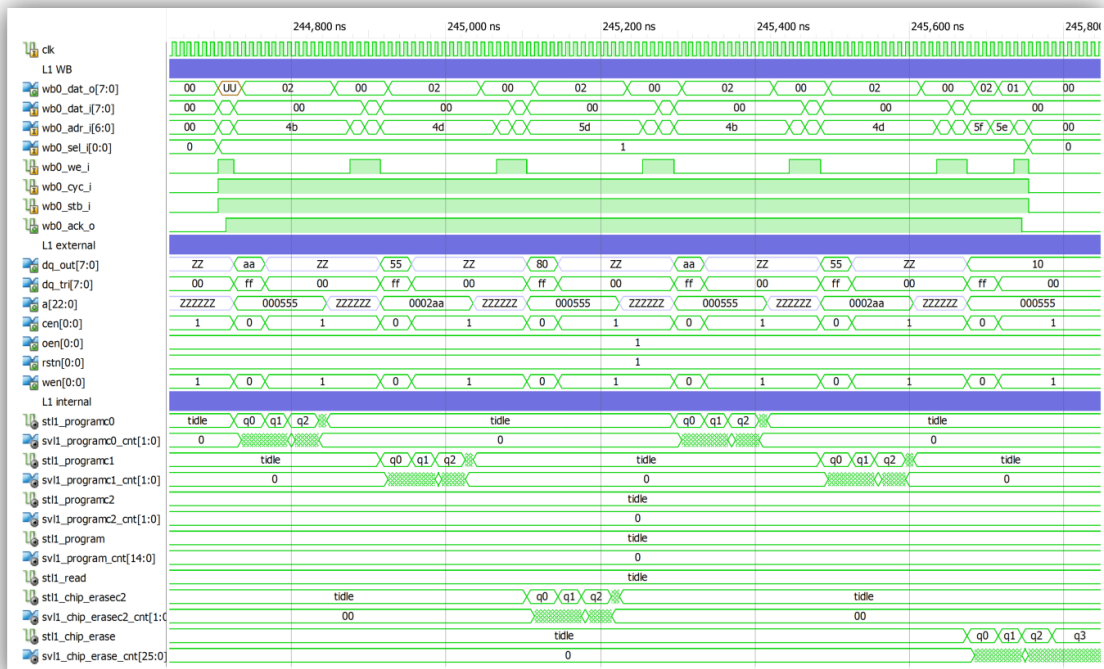 244,800 ns 245,000 ns 245,200 ns 245,400 ns 245,600 ns 245,800
clk
L1 WB
wb0_dat_o[7:0] 00 UU 02 00 02 00 02 00 02 00 02 00 02 01 00
wb0_dat_i[7:0] 00 00 00 00 00 00 00
wb0_adr_i[6:0] 00 4b 4d 5d 4b 4d 5f 5e 00
wb0_sel_i[0:0] 0 1 0
wb0_we_i
wb0_cyc_i
wb0_stb_i
wb0_ack_o
L1 external
dq_out[7:0] ZZ aa ZZ 55 ZZ 80 ZZ aa ZZ 55 ZZ 10
dq_tri[7:0] 00 ff 00 ff 00 ff 00 ff 00 ff 00 ff 00
a[22:0] ZZZZZZ 000555 ZZZZZZ 0002aa ZZZZZZ 000555 ZZZZZZ 000555 ZZZZZZ 0002aa ZZZZZZ 000555
cen[0:0] 1 0 1 0 1 0 1 0 1 0 1 0 1
oen[0:0] 1
rstn[0:0] 1
wen[0:0] 1 0 1 0 1 0 1 0 1 0 1 0 1
L1 internal
stl1_programc0 tidle q0 q1 q2 tidle q0 q1 q2 tidle
svl1_programc0_cnt[1:0] 0 0 0
stl1_programc1 tidle q0 q1 q2 tidle q0 q1 q2 tidle
svl1_programc1_cnt[1:0] 0 0 0
stl1_programc2 tidle
svl1_programc2_cnt[1:0] 0
stl1_program tidle
svl1_program_cnt[14:0] 0
stl1_read tidle
stl1_chip_erasec2 tidle q0 q1 q2 tidle
svl1_chip_erasec2_cnt[1:0 00 00
stl1_chip_erase tidle q0 q1 q2 q3
svl1_chip_erase_cnt[25:0] 0